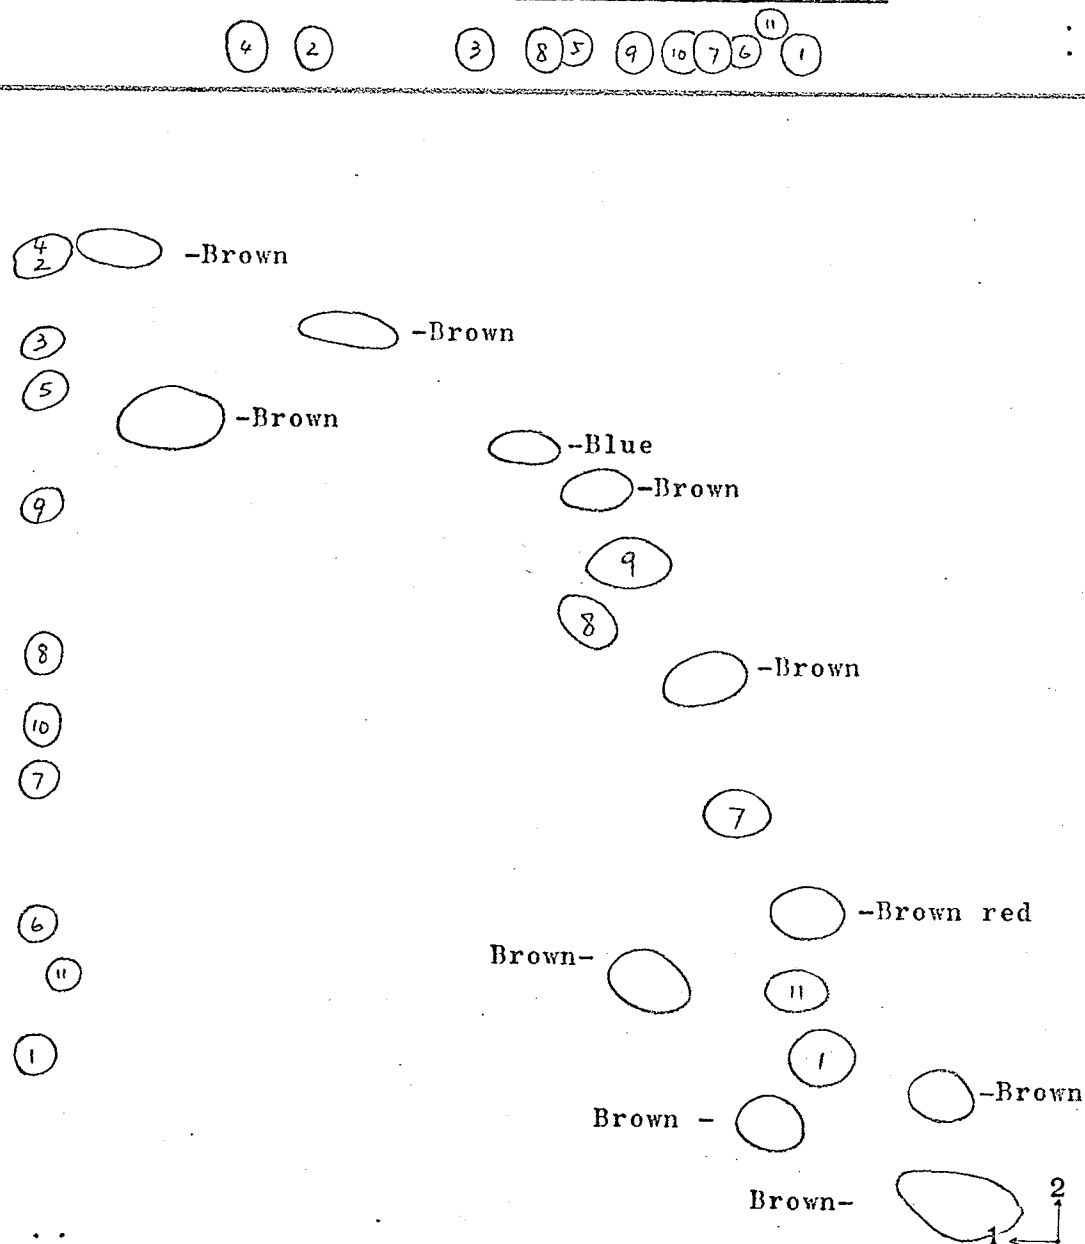 11
4 2 3 8 5 9 10 7 6 1
4
2 -Brown
3 -Brown
5
-Brown
-Blue
-Brown
9
9
8
8 -Brown
10
7
7
6 -Brown red
Brown-
11 11
1 1
-Brown
Brown -
2
Brown-
1